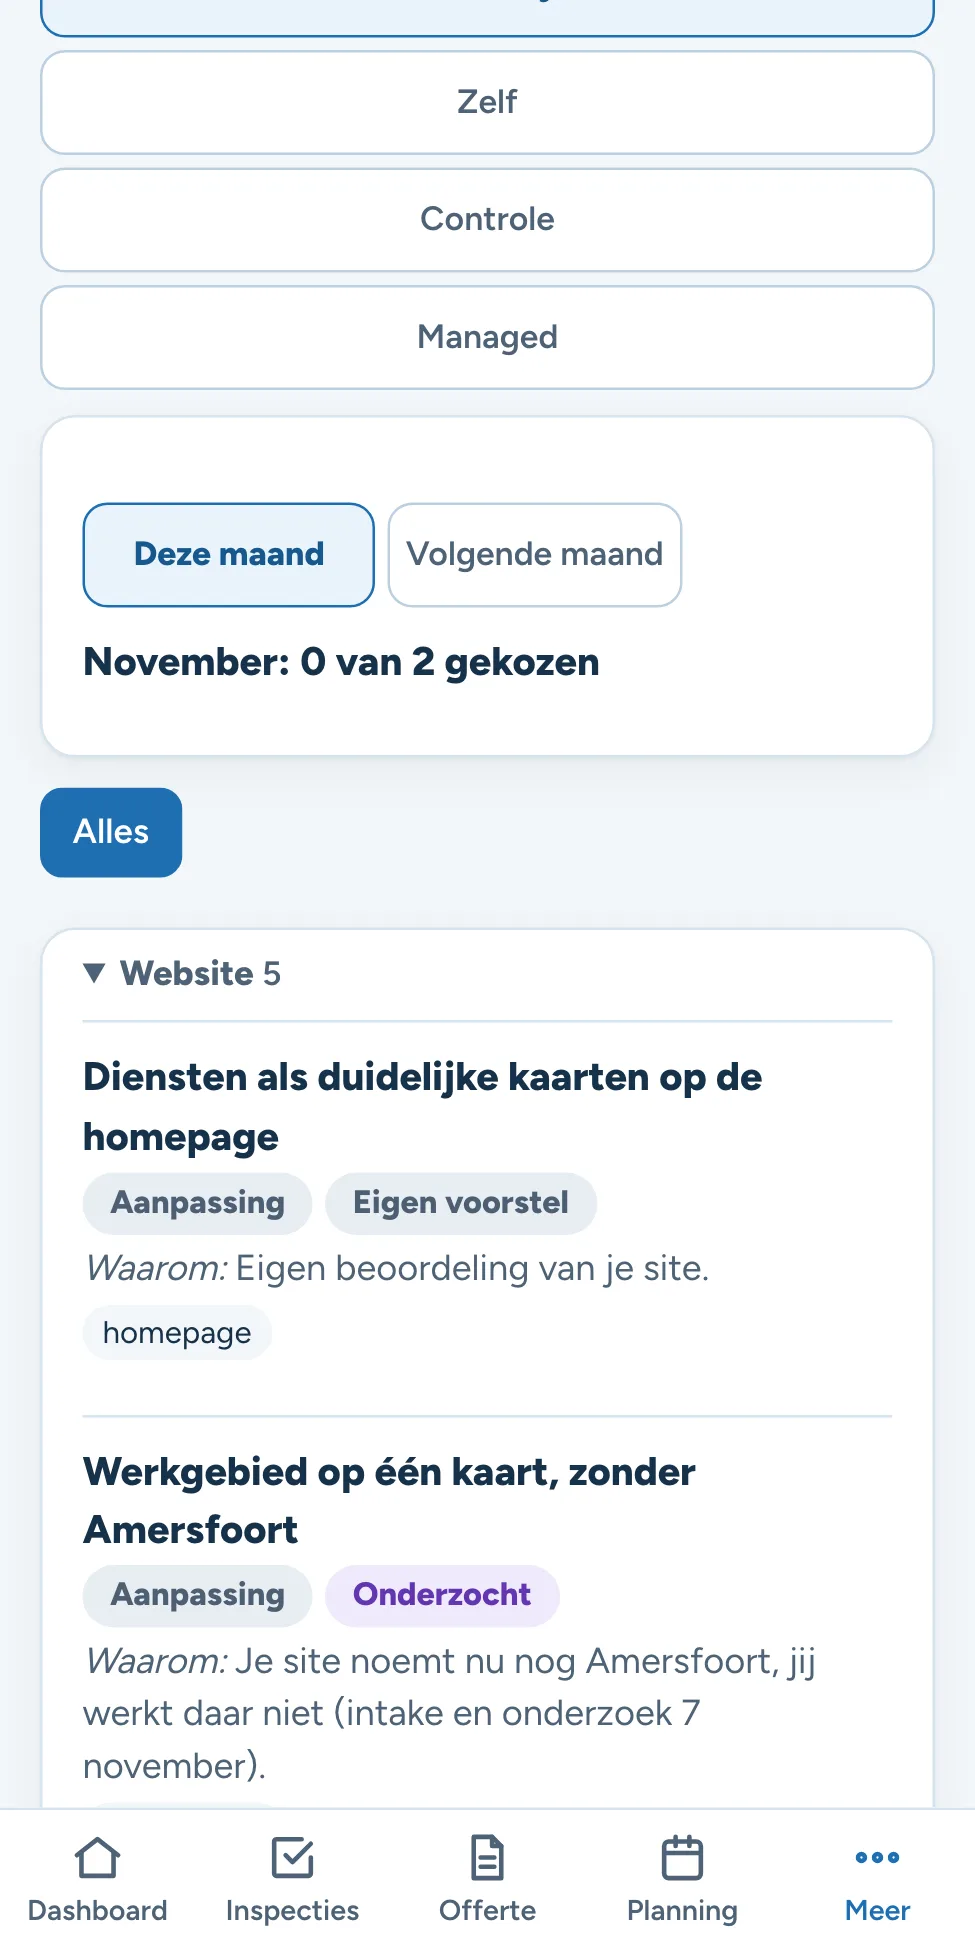 Zelf
Controle
Managed
Deze maand
Volgende maand
November: 0 van 2 gekozen
Alles
Website 5
Diensten als duidelijke kaarten op de
homepage
Aanpassing
Eigen voorstel
Waarom: Eigen beoordeling van je site.
homepage
Werkgebied op één kaart, zonder
Amersfoort
Aanpassing
Onderzocht
Waarom: Je site noemt nu nog Amersfoort, jij
werkt daar niet (intake en onderzoek 7
november).
Dashboard
Inspecties
Offerte
Planning
Meer